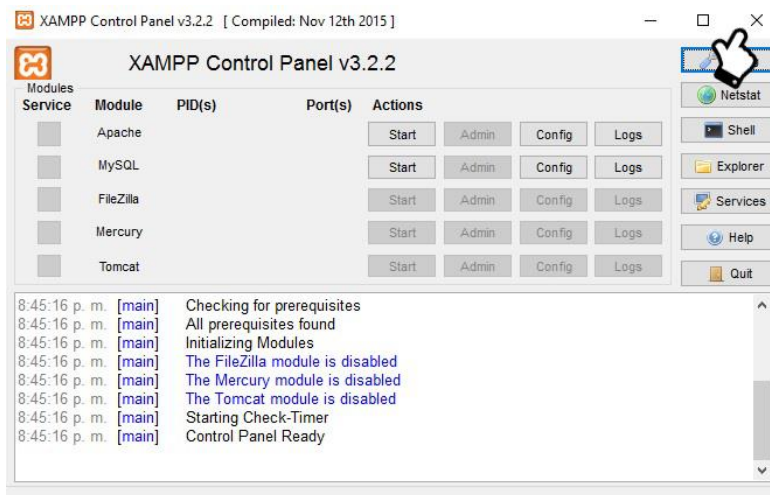 XAMPP Control Panel v3.2.2 [ Compiled: Nov 12th 2015 ]
XAMPP Control Panel v3.2.2
Modules
Service Module PID(s) Port(s) Actions
Netstat
Apache Start Admin Config Logs
Shell
MySQL Start Admin Config Logs
Explorer
FileZilla Start Admin Config Logs
Services
Mercury Start Admin Config Logs
Help
Tomcat Start Admin Config Logs
Quit
8:45:16 p. m. [main] Checking for prerequisites
8:45:16 p. m. [main] All prerequisites found
8:45:16 p. m. [main] Initializing Modules
8:45:16 p. m. [main] The FileZilla module is disabled
8:45:16 p. m. [main] The Mercury module is disabled
8:45:16 p. m. [main] The Tomcat module is disabled
8:45:16 p. m. [main] Starting Check-Timer
8:45:16 p. m. [main] Control Panel Ready